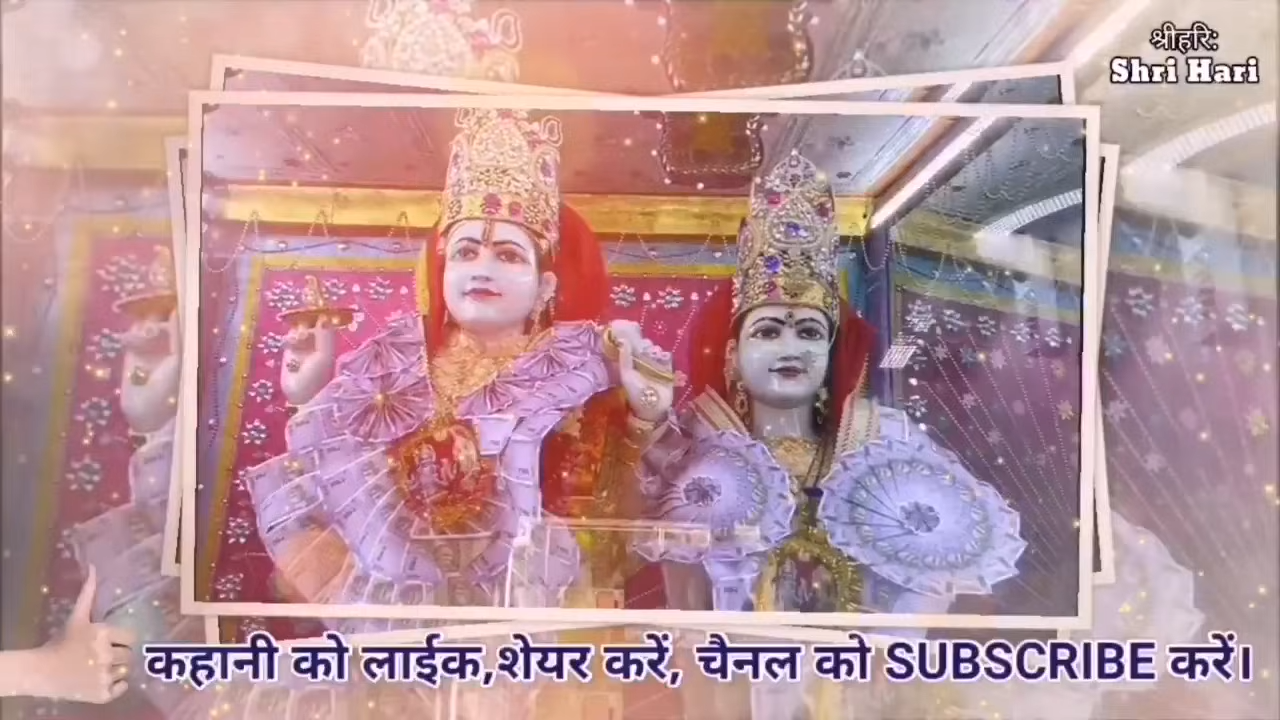 श्रीहरि:
Shri Hari
कहानी को लाईक,शेयर करें, चैनल को SUBSCRIBE करें।